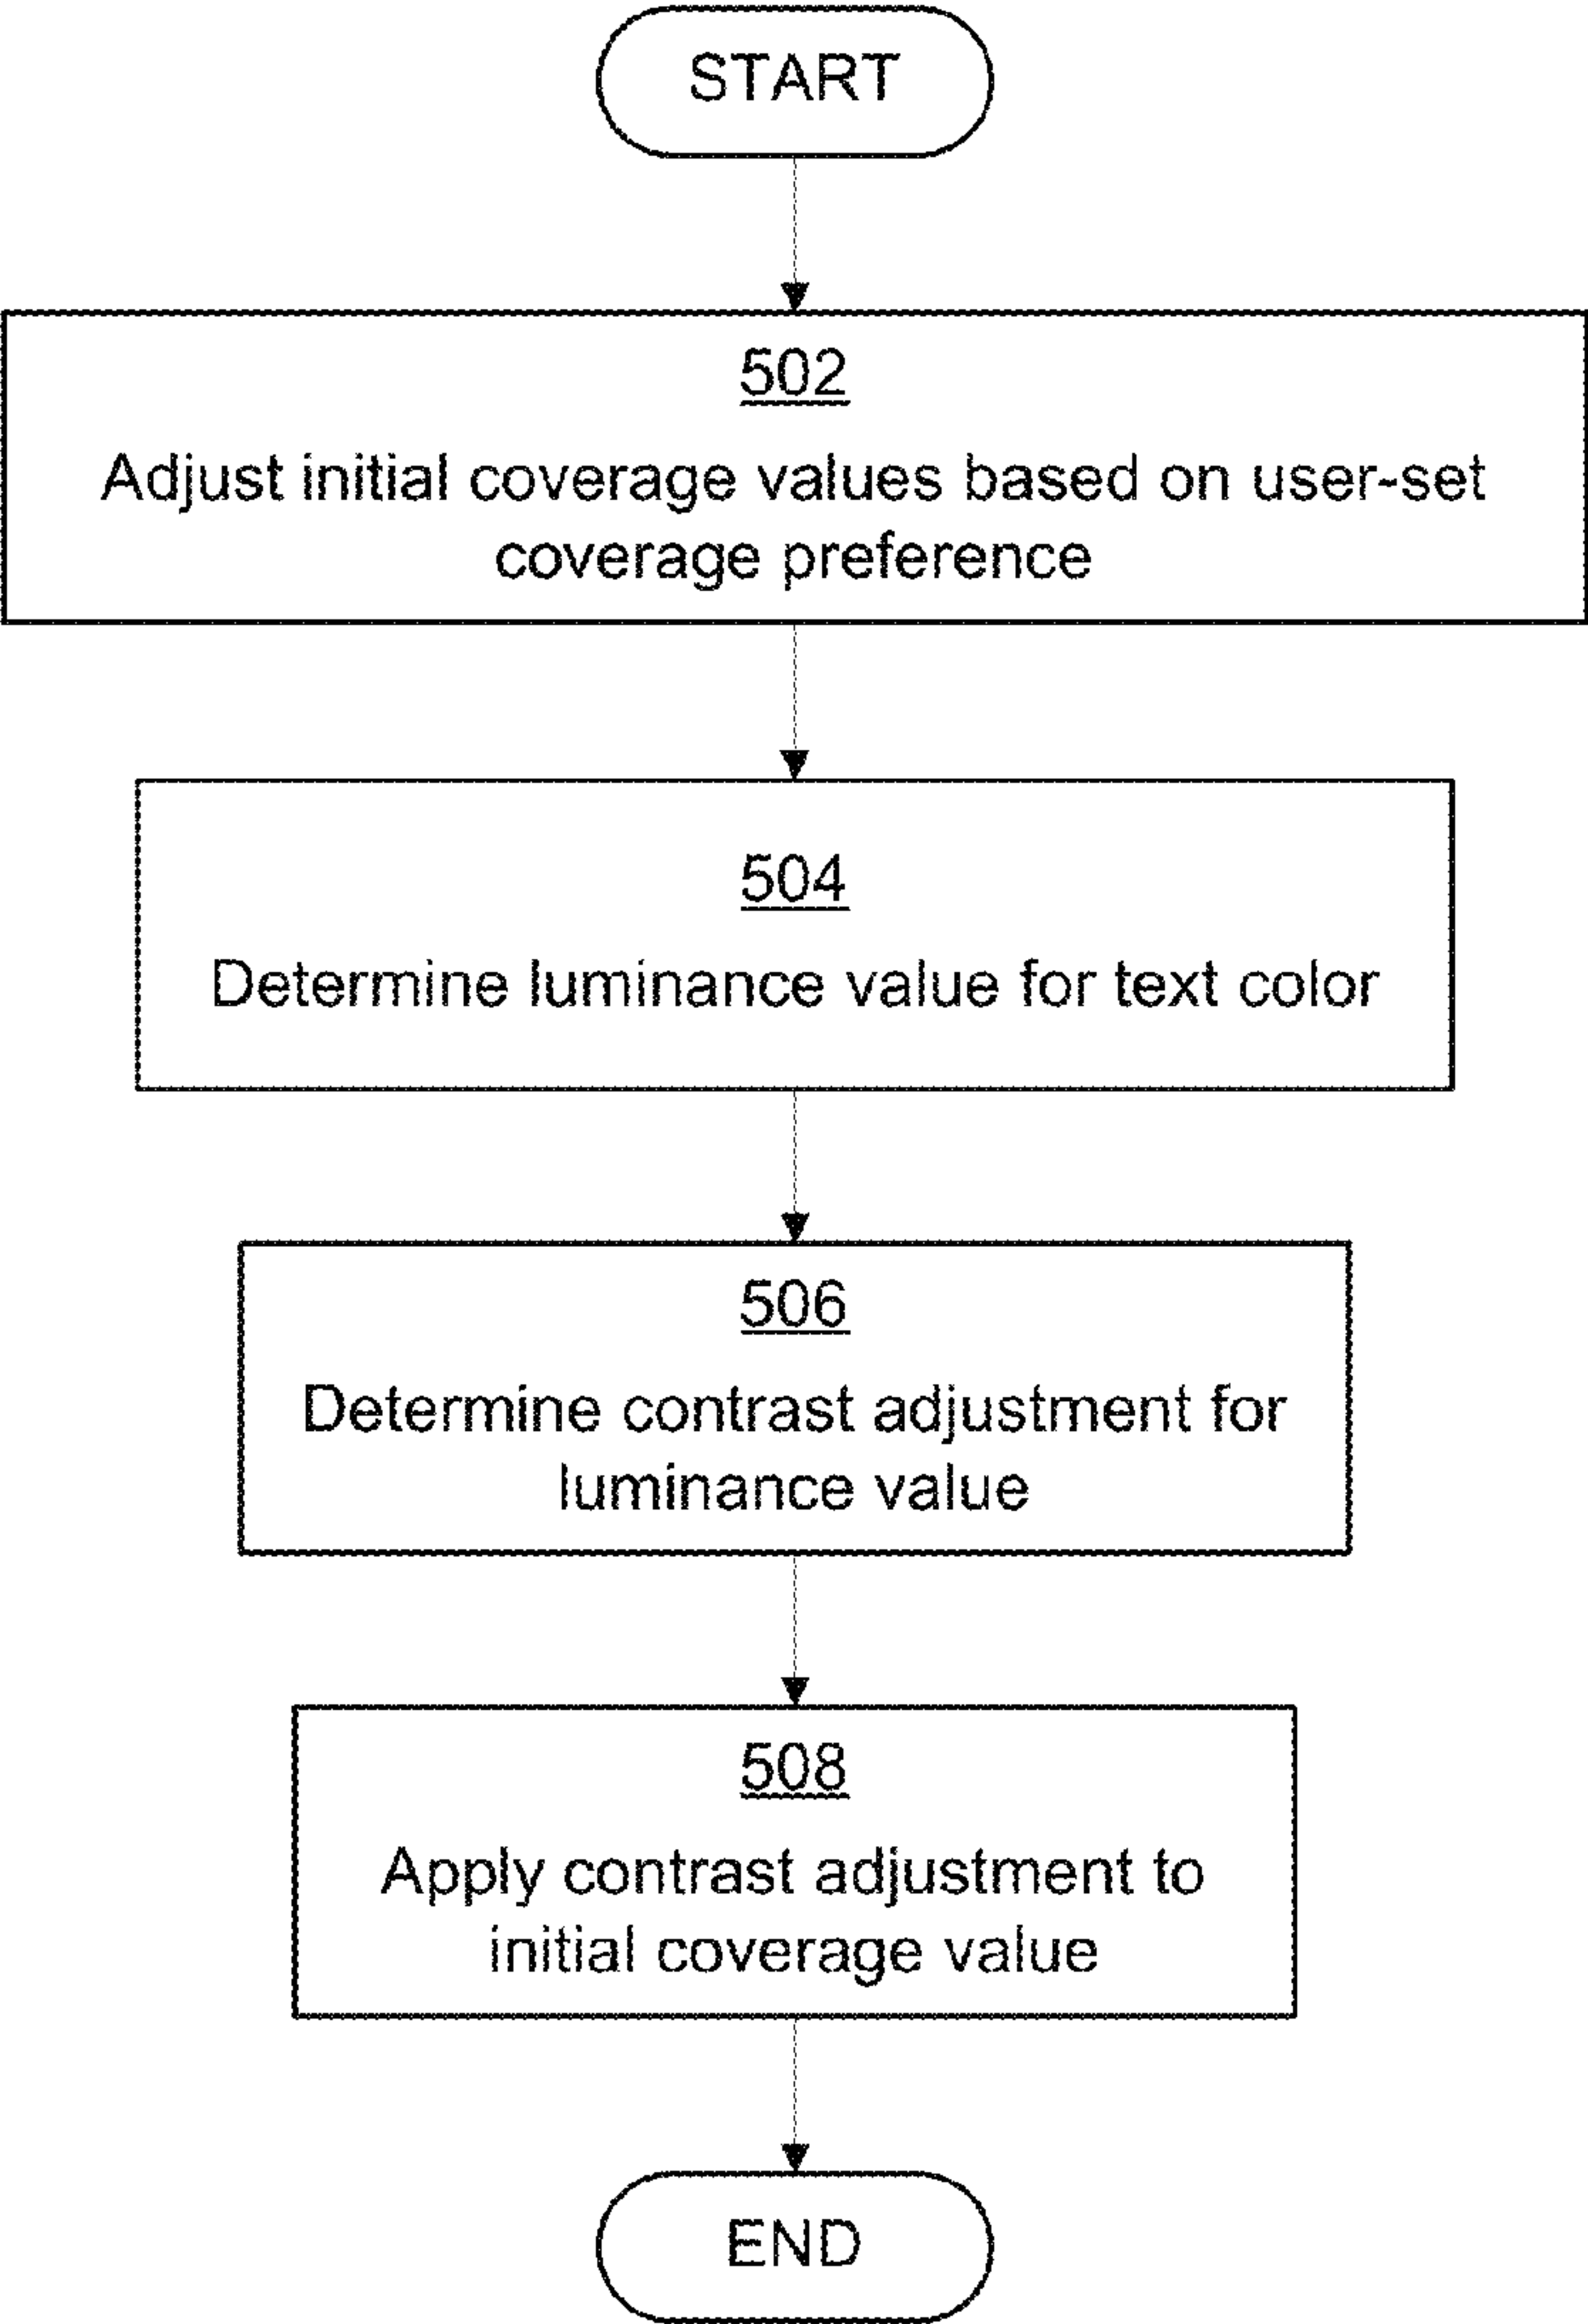 START
502
Adjust initial coverage values based on user-set
coverage preference
504
Determine luminance value for text color
506
Determine contrast adjustment for
luminance value
508
Apply contrast adjustment to
initial coverage value
END